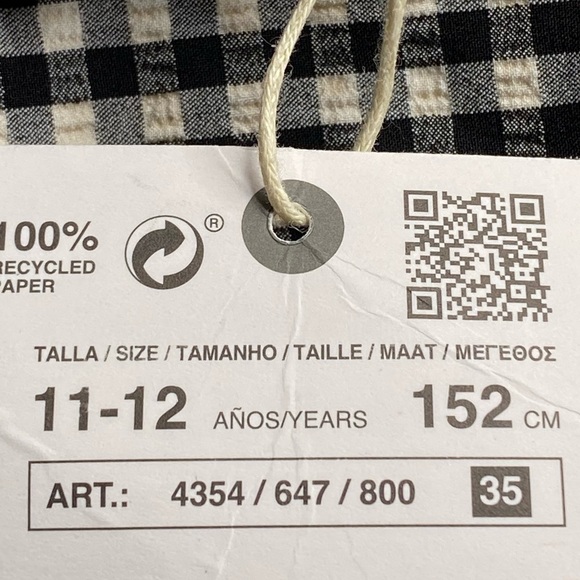 100%
RECYCLED
PAPER
®
TALLA / SIZE / TAMANHO / TAILLE / MAAT / ΜΕΓΕΘΟΣ
11-12 AÑOS/YEARS 152 CM
ART.: 4354 / 647 / 800 35